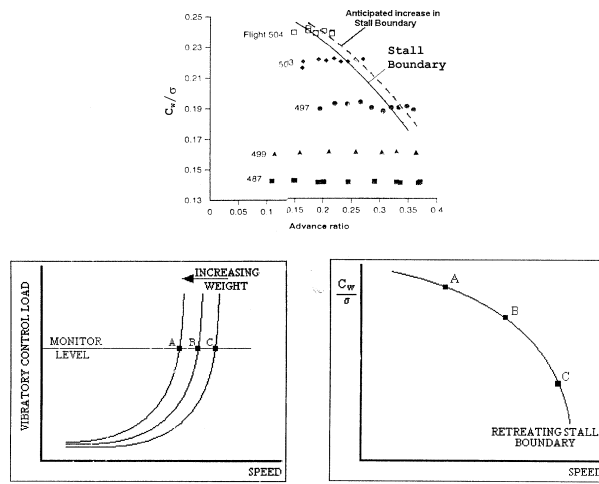 Anticipated increase in
Stall Boundary
0.25
0.23
0.21
0.19
0.17
0.15
0.13
Cw/σ
Flight 504
503
497
499
487
Stall
Boundary
0 0.05 0.1 0.15 0.2 0.25 0.3 0.35 0.4
Advance ratio
INCREASING
WEIGHT
MONITOR
LEVEL
A B C
VIBRATORY CONTROL LOAD
SPEED
Cw
σ
A
B
C
RETREATING STALL
BOUNDARY
SPEED